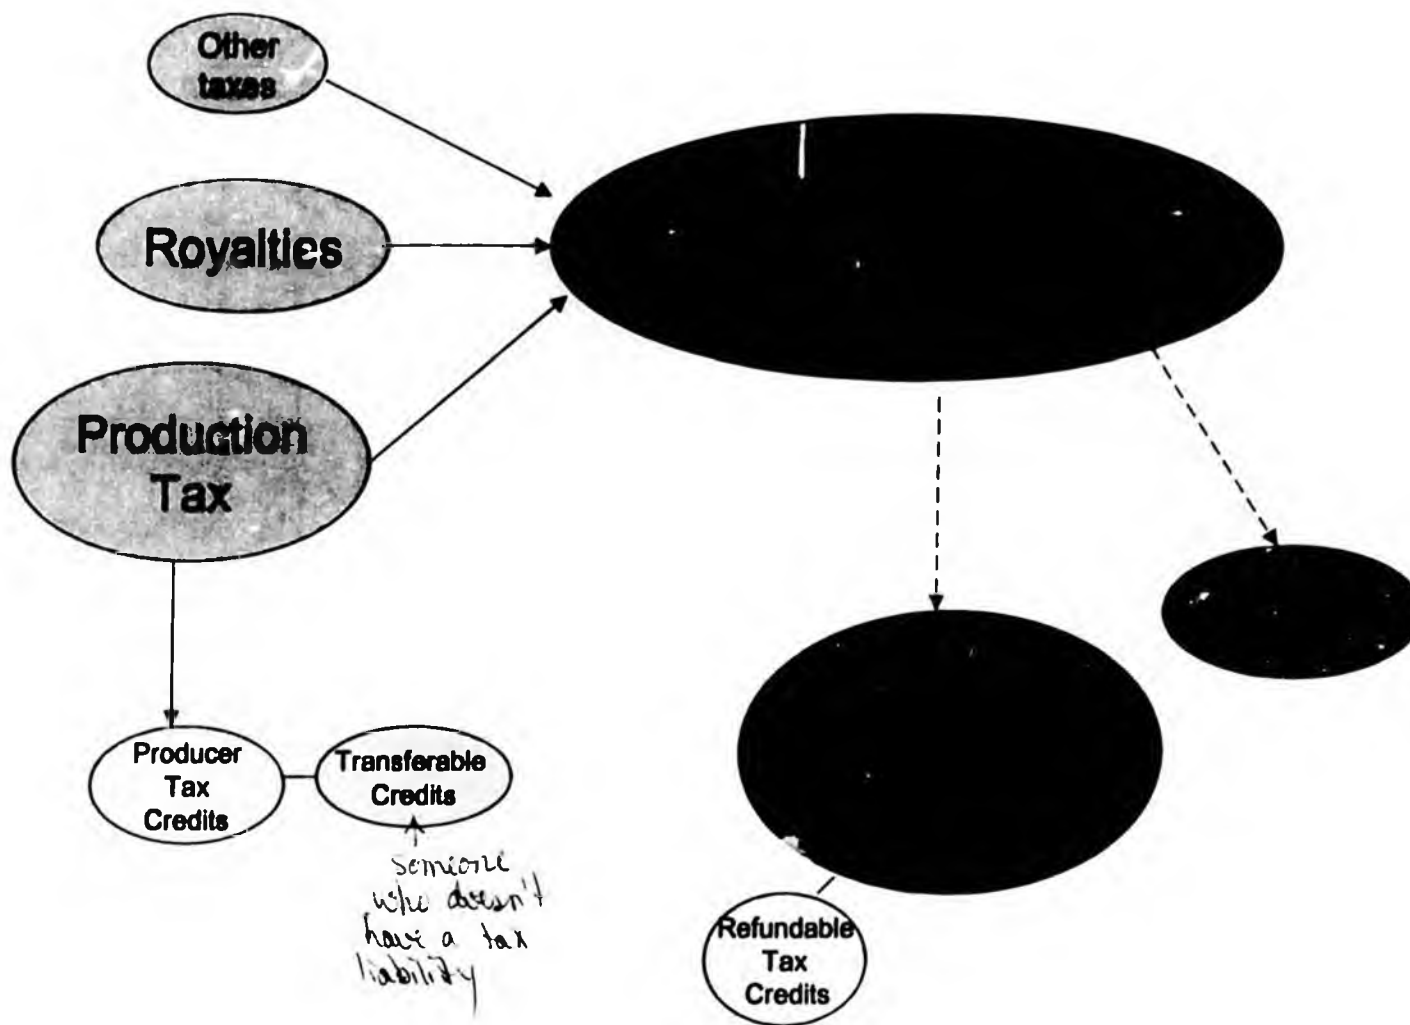 Other
taxes
Royalties
Production
Tax
Producer
Tax
Credits
Transferable
Credits
someone
who doesn't
have a tax
liability
Refundable
Tax
Credits